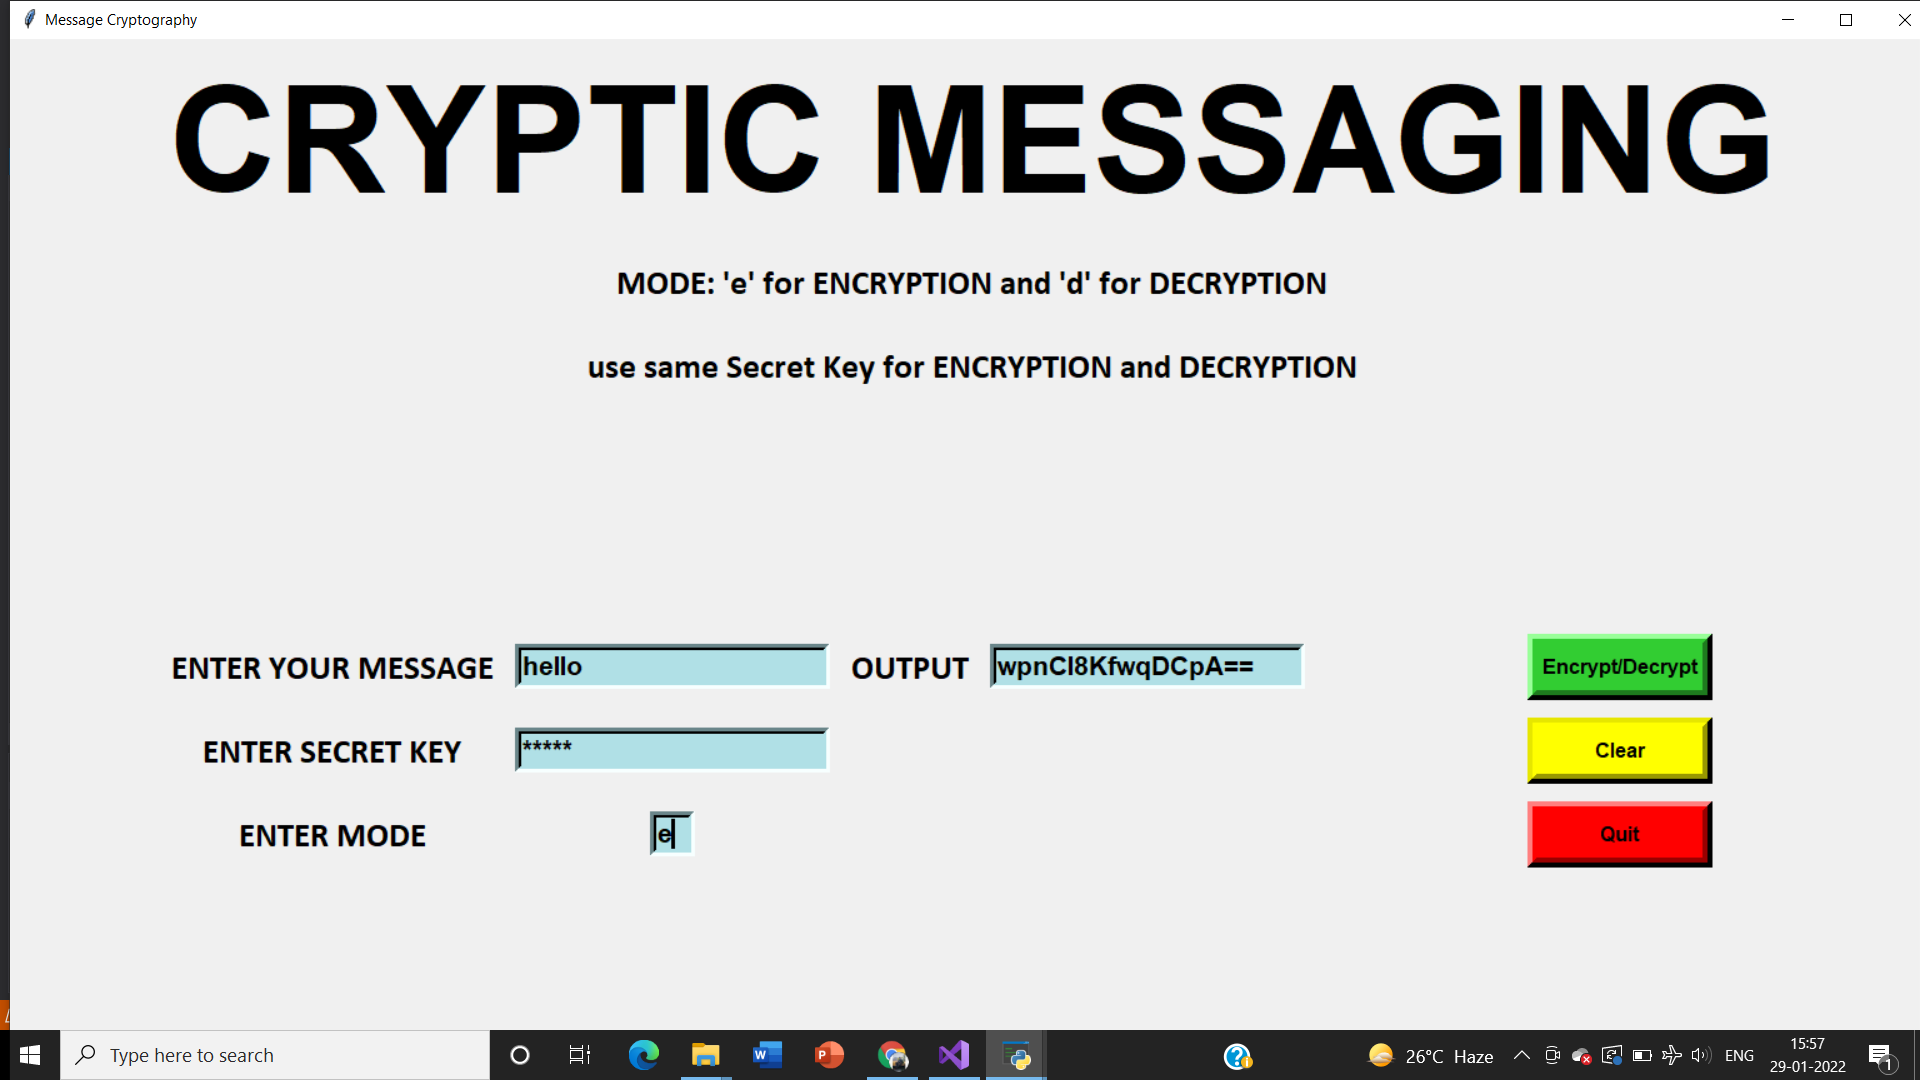 Message Cryptography
CRYPTIC MESSAGING
MODE: 'e' for ENCRYPTION and 'd' for DECRYPTION
use same Secret Key for ENCRYPTION and DECRYPTION
ENTER YOUR MESSAGE hello OUTPUT wpnCl8KfwqDCpA== Encrypt/Decrypt
ENTER SECRET KEY ***** Clear
ENTER MODE e Quit
Type here to search 26°C Haze ENG 15:57
29-01-2022 1